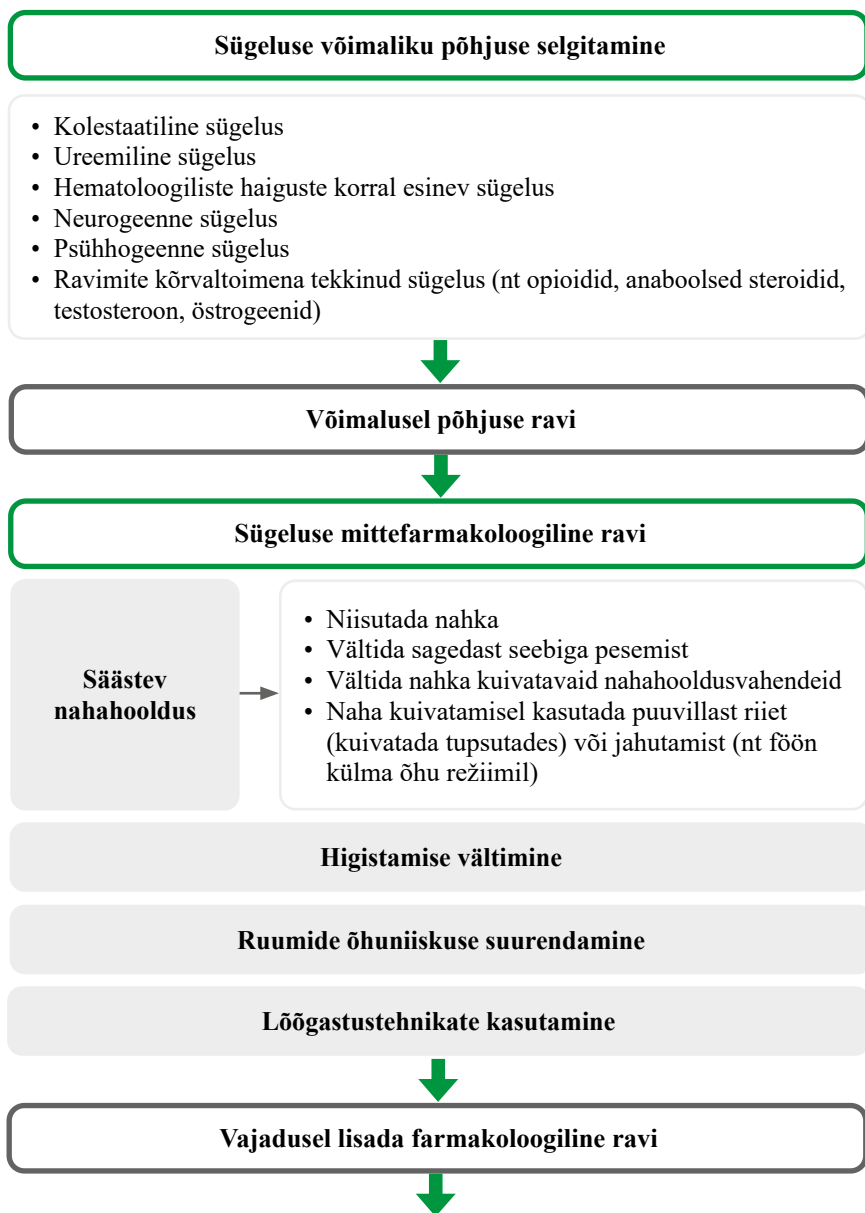 Sügeluse võimaliku põhjuse selgitamine
• Kolestaatiline sügelus
• Ureemiline sügelus
• Hematoloogiliste haiguste korral esinev sügelus
• Neurogeenne sügelus
• Psühhogeenne sügelus
• Ravimite kõrvaltoimena tekkinud sügelus (nt opioidid, anaboolsed steroidid,
testosteroon, östrogeenid)
Võimalusel põhjuse ravi
Sügeluse mittefarmakoloogiline ravi
Säästev
nahahooldus
• Niisutada nahka
• Vältida sagedast seebiga pesemist
• Vältida nahka kuivatavaid nahahooldusvahendeid
• Naha kuivatamisel kasutada puuvillast riiet
(kuivatada tupsutades) või jahutamist (nt föön
külma õhu režiimil)
Higistamise vältimine
Ruumide õhuniiskuse suurendamine
Lõõgastustehnikate kasutamine
Vajadusel lisada farmakoloogiline ravi